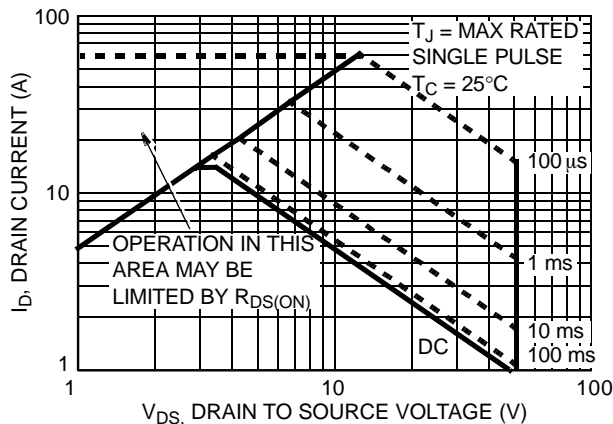 100
T_J = MAX RATED
SINGLE PULSE
T_C = 25°C
I_D, DRAIN CURRENT (A)
100 µs
10
OPERATION IN THIS
AREA MAY BE
LIMITED BY R_DS(ON)
1 ms
10 ms
DC
100 ms
1
1
10
100
V_DS, DRAIN TO SOURCE VOLTAGE (V)